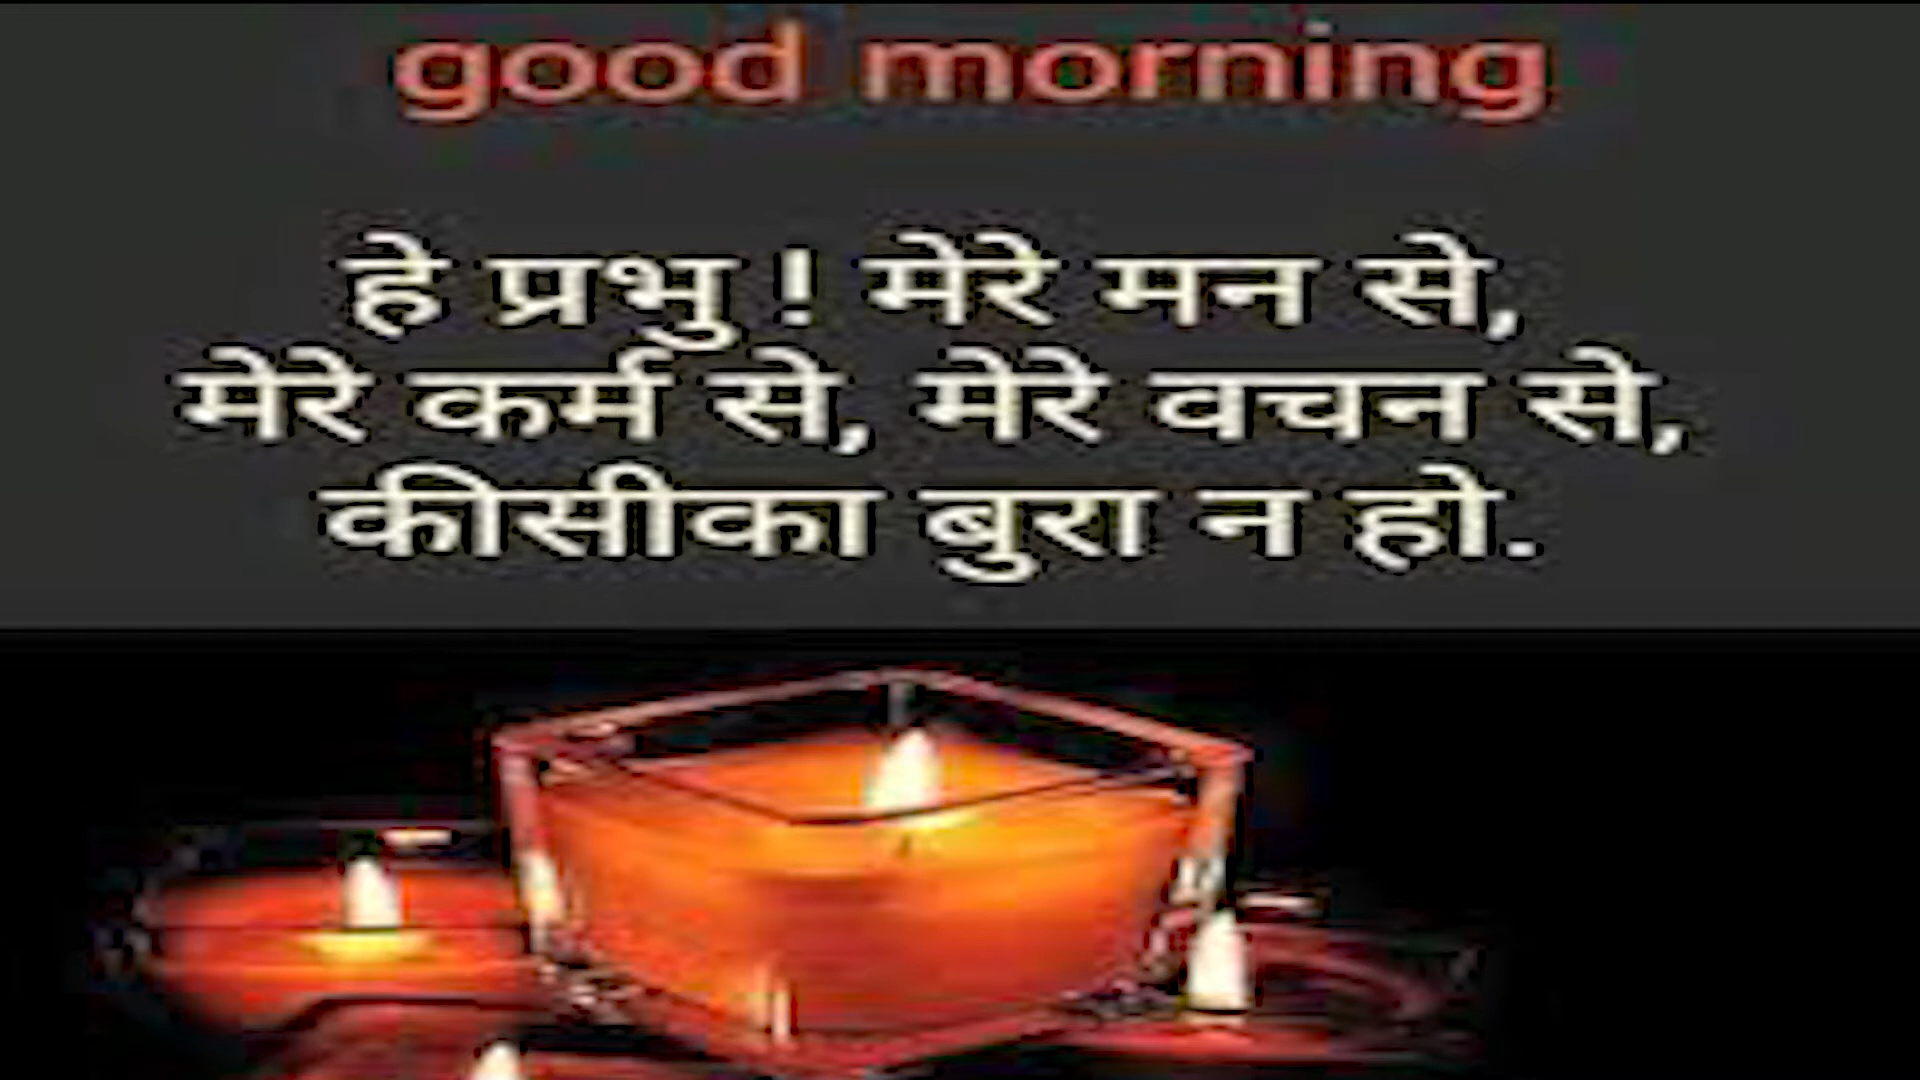 good morning
हे प्रभु ! मेरे मन से,
मेरे कर्म से, मेरे वचन से,
कीसीका बुरा न हो.